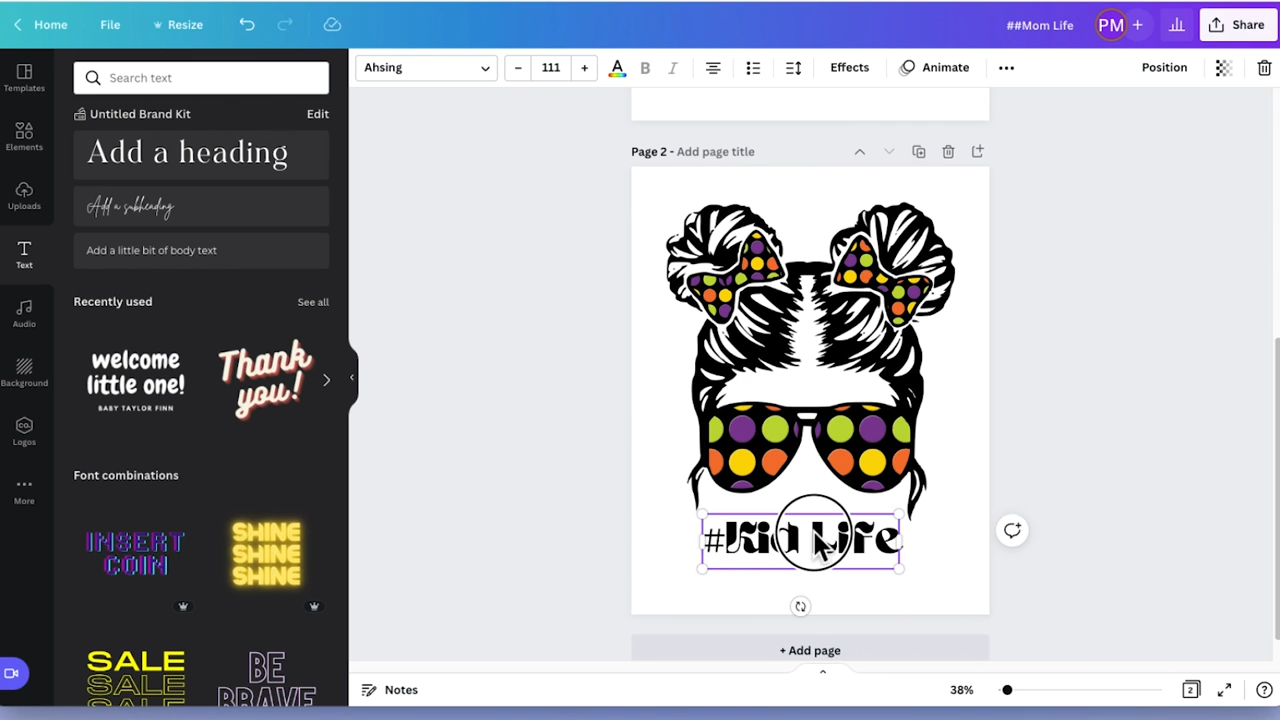 Home File Resize ##Mom Life PM + Share
Templates
Elements
Uploads
Text
Audio
Background
Logos
More
Search text
Untitled Brand Kit Edit
Add a heading
Add a subheading
Add a little bit of body text
Recently used See all
welcome
little one!
BABY TAYLOR FINN
Thank
you!
Font combinations
INSERT
COIN
SHINE
SHINE
SHINE
SALE
SALE
SALE
BE
BRAVE
Ahsing - 111 + A B I Effects Animate Position
Page 2 - Add page title
#Kid Life
+ Add page
Notes 38% 2 ?